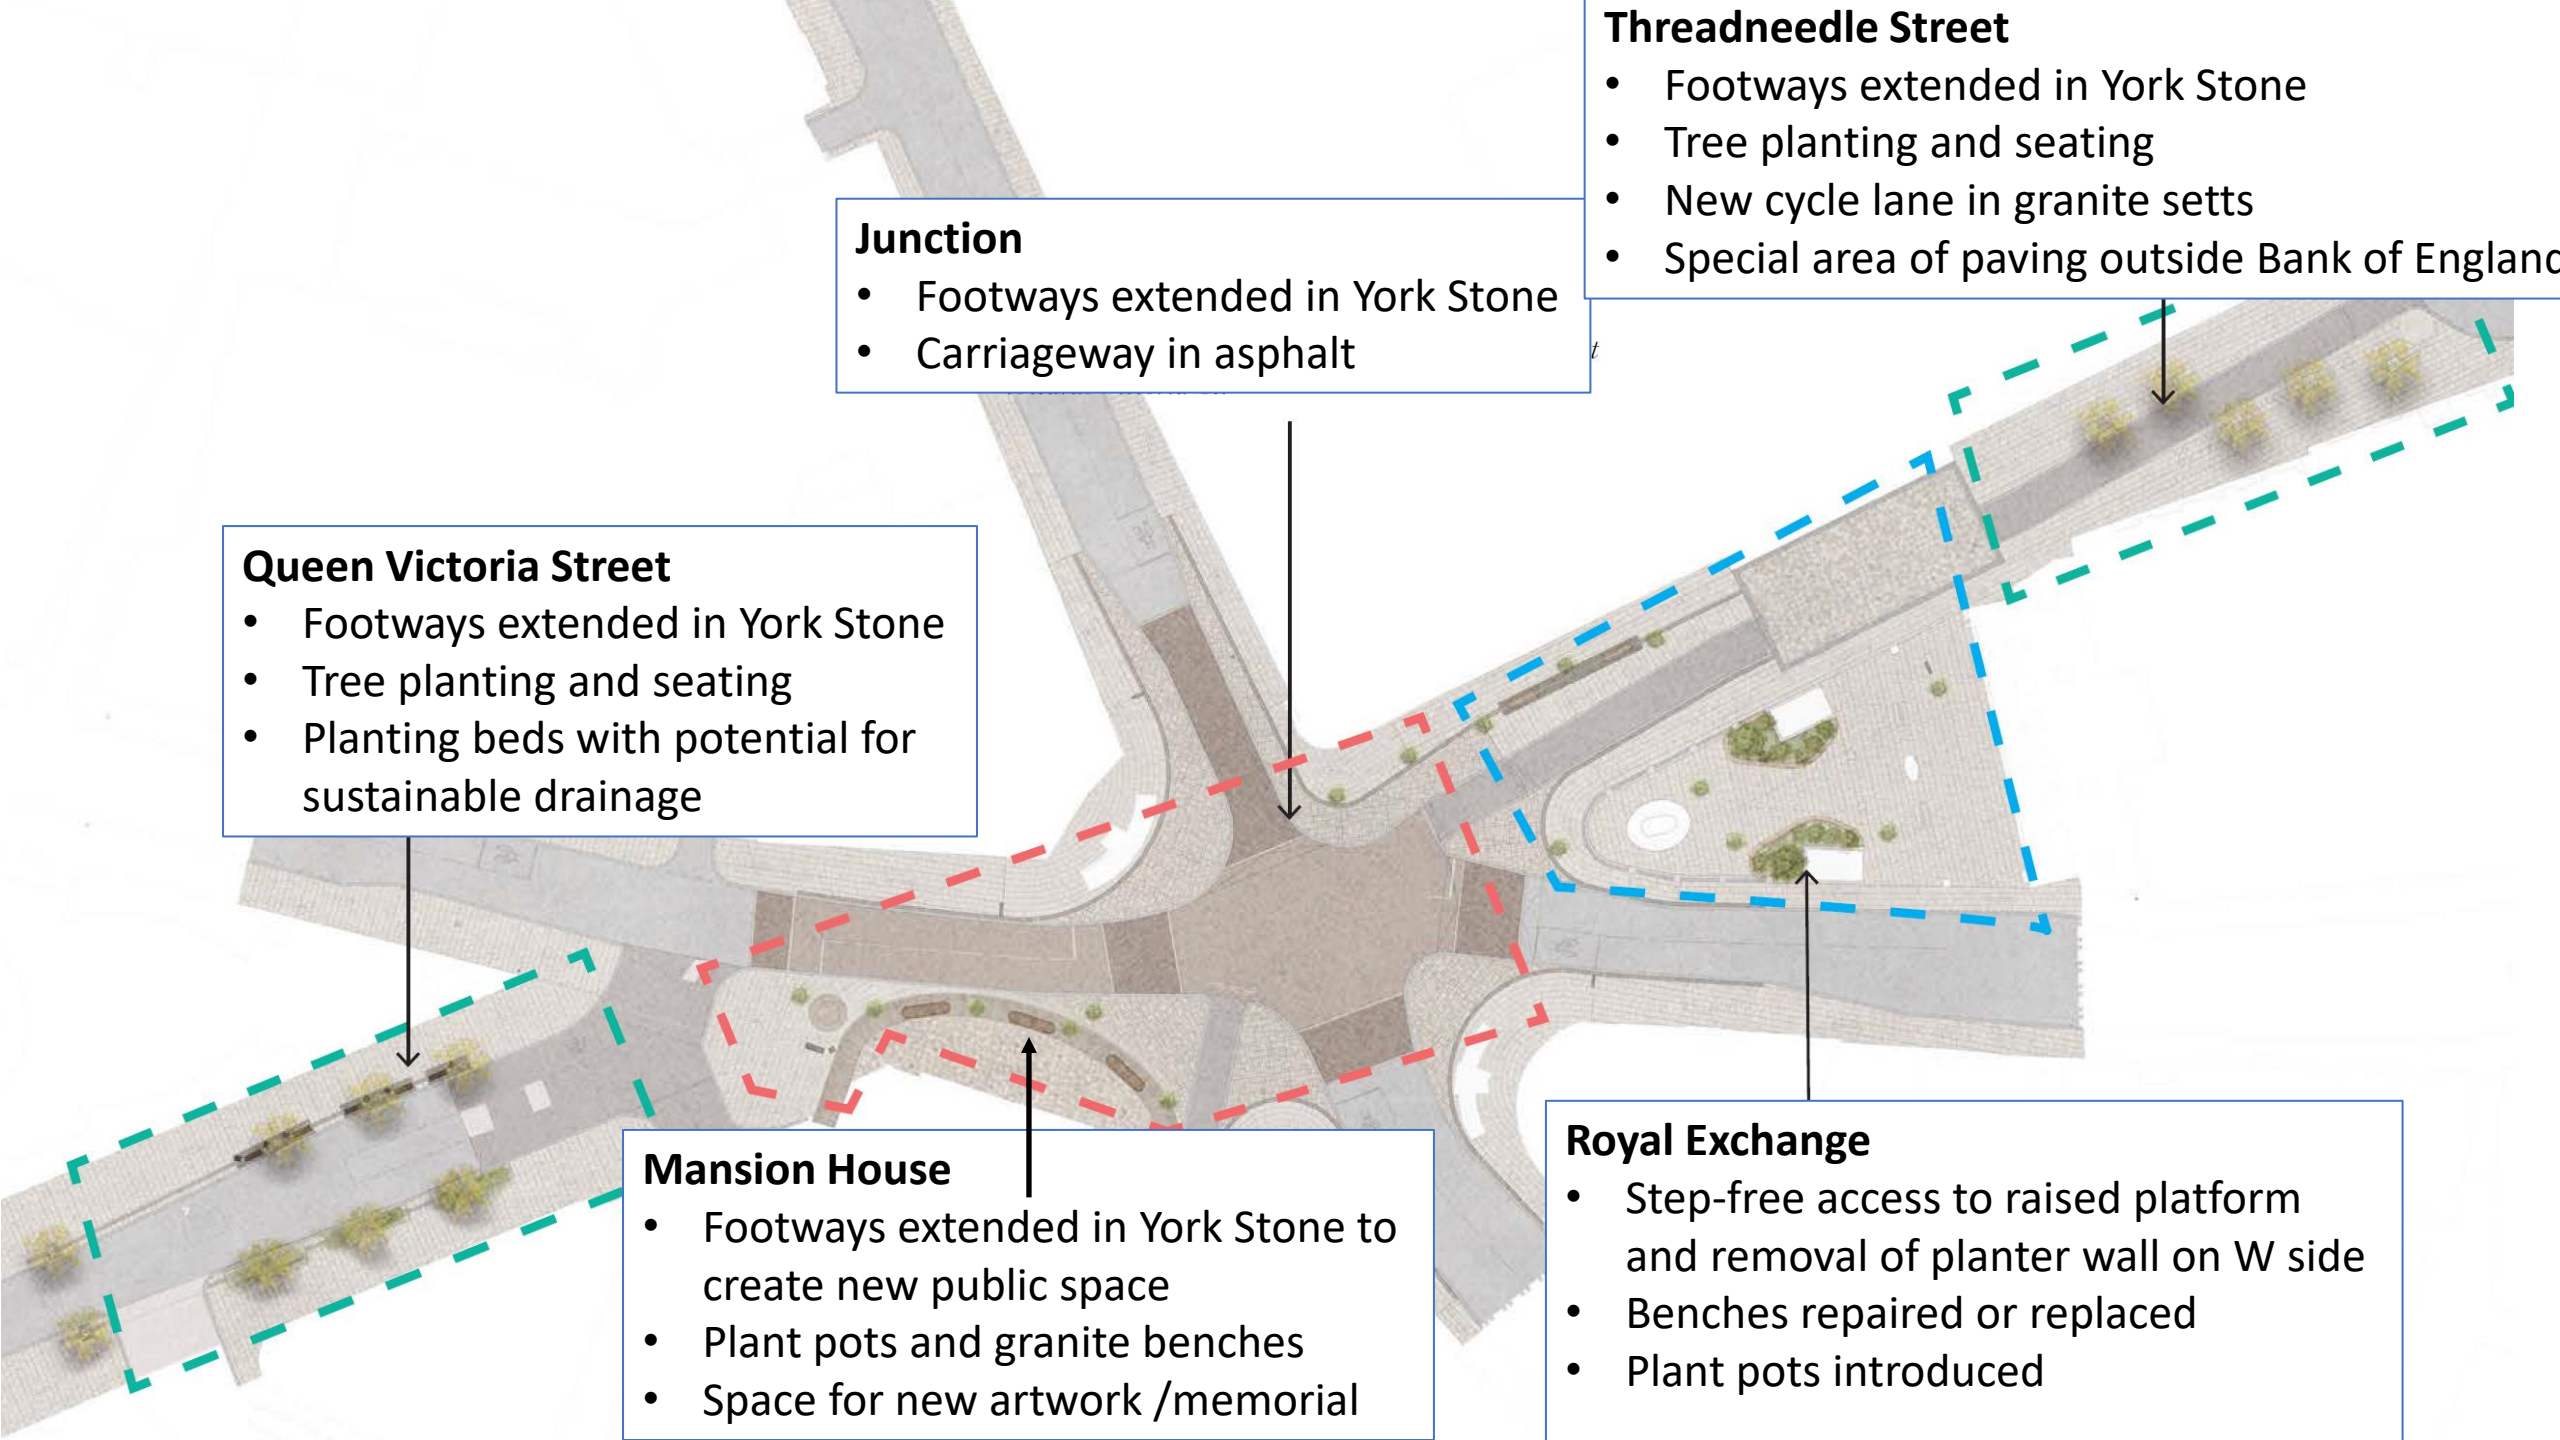 Threadneedle Street
• Footways extended in York Stone
• Tree planting and seating
• New cycle lane in granite setts
• Special area of paving outside Bank of England
Junction
• Footways extended in York Stone
• Carriageway in asphalt
t
Queen Victoria Street
• Footways extended in York Stone
• Tree planting and seating
• Planting beds with potential for
sustainable drainage
Mansion House
• Footways extended in York Stone to
create new public space
• Plant pots and granite benches
• Space for new artwork /memorial
Royal Exchange
• Step-free access to raised platform
and removal of planter wall on W side
• Benches repaired or replaced
• Plant pots introduced